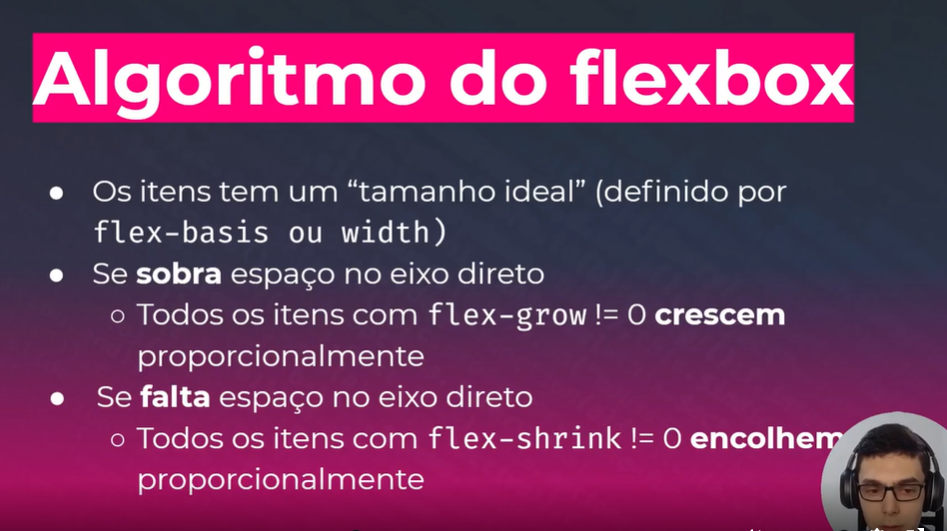 Algoritmo do flexbox
● Os itens tem um “tamanho ideal” (definido por
flex-basis ou width)
● Se sobra espaço no eixo direto
○ Todos os itens com flex-grow != 0 crescem
proporcionalmente
● Se falta espaço no eixo direto
○ Todos os itens com flex-shrink != 0 encolhem
proporcionalmente